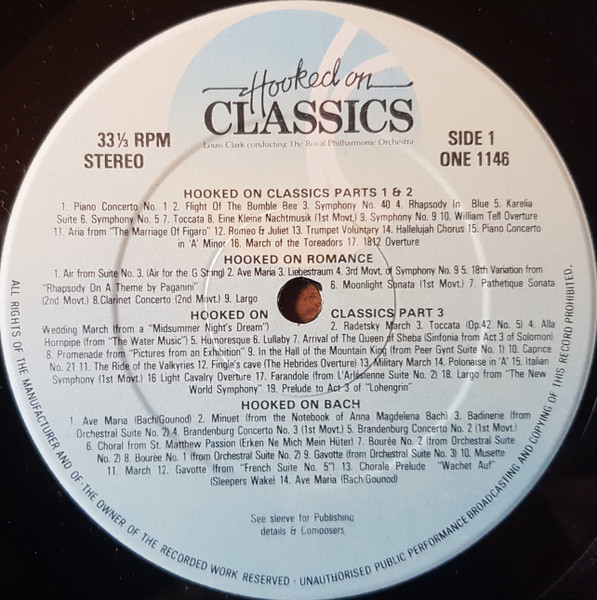 Hooked on
CLASSICS
Louis Clark conducting The Royal Philharmonic Orchestra
33⅓ RPM
STEREO
SIDE 1
ONE 1146
HOOKED ON CLASSICS PARTS 1 & 2
1. Piano Concerto No. 1 2. Flight Of The Bumble Bee 3. Symphony No. 40 4. Rhapsody In Blue 5. Karelia
Suite 6. Symphony No. 5 7. Toccata 8. Eine Kleine Nachtmusik (1st Movt.) 9. Symphony No. 9 10. William Tell Overture
11. Aria from "The Marriage Of Figaro" 12. Romeo & Juliet 13. Trumpet Voluntary 14. Hallelujah Chorus 15. Piano Concerto
in 'A' Minor 16. March of the Toreadors 17. 1812 Overture
HOOKED ON ROMANCE
1. Air from Suite No. 3. (Air for the G String) 2. Ave Maria 3. Liebestraum 4. 3rd Movt. of Symphony No. 9 5. 18th Variation from
"Rhapsody On A Theme by Paganini" 6. Moonlight Sonata (1st Movt.) 7. Pathetique Sonata
(2nd Movt.) 8.Clarinet Concerto (2nd Movt.) 9. Largo
HOOKED ON CLASSICS PART 3
Wedding March (from a "Midsummer Night's Dream") 2. Radetsky March 3. Toccata (Op.42 No. 5) 4. Alla
Hornpipe (from "The Water Music") 5. Humoresque 6. Lullaby 7. Arrival of The Queen of Sheba (Sinfonia from Act.3 of Solomon)
8. Promenade from "Pictures from an Exhibition" 9. In the Hall of the Mountain King (from Peer Gynt Suite No. 1) 10. Caprice
No. 21 11. The Ride of the Valkyries 12. Fingle's cave (The Hebrides Overture) 13. Military March 14. Polonaise in 'A' 15. Italian
Symphony (1st Movt.) 16 Light Cavalry Overture 17. Farandole (from L'Arlésienne Suite No. 2) 18. Largo from "The New
World Symphony" 19. Prelude to Act 3 of "Lohengrin"
HOOKED ON BACH
1. Ave Maria (Bach/Gounod) 2. Minuet (from the Notebook of Anna Magdelena Bach) 3. Badinerie (from
Orchestral Suite No. 2) 4. Brandenburg Concerto No. 3 (1st Movt.) 5. Brandenburg Concerto No. 2 (1st Movt.)
6. Choral from St. Matthew Passion (Erken Ne Mich Mein Hüter) 7. Bourèe No. 2 (from Orchestral Suite
No. 2) 8. Bourèe No. 1 (from Orchestral Suite No. 2) 9. Gavotte (from Orchestral Suite No. 3) 10. Musette
11. March 12. Gavotte (from "French Suite No. 5") 13. Chorale Prelude "Wachet Auf"
(Sleepers Wake) 14. Ave Maria (Bach/Gounod)
See sleeve for Publishing
details & Composers
ALL RIGHTS OF THE MANUFACTURER AND OF THE OWNER OF THE RECORDED WORK RESERVED · UNAUTHORISED PUBLIC PERFORMANCE BROADCASTING AND COPYING OF THIS RECORD PROHIBITED.